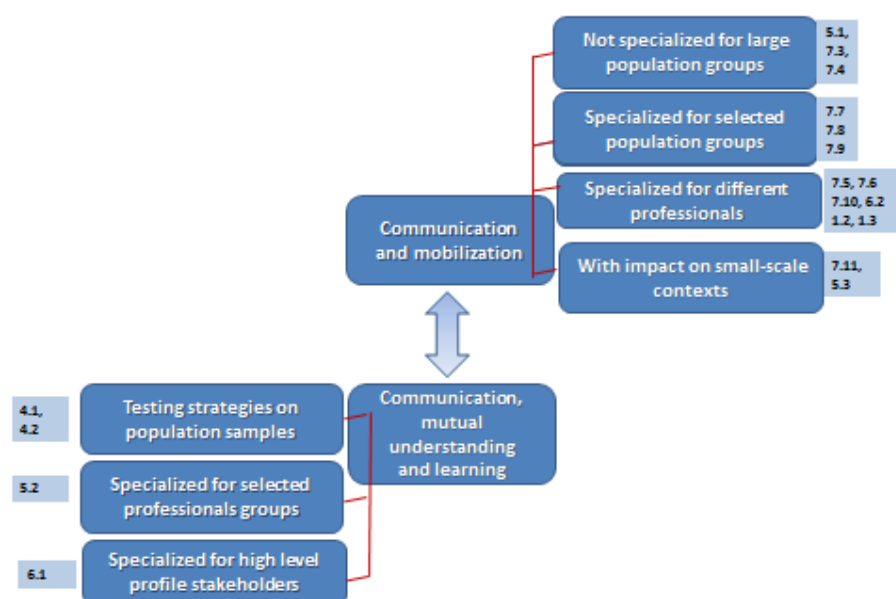 Not specialized for large
population groups
5.1,
7.3,
7.4
Specialized for selected
population groups
7.7
7.8
7.9
Specialized for different
professionals
7.5, 7.6
7.10, 6.2
1.2, 1.3
Communication
and mobilization
With impact on small-scale
contexts
7.11,
5.3
4.1,
4.2
Testing strategies on
population samples
Communication,
mutual
understanding
and learning
5.2
Specialized for selected
professionals groups
6.1
Specialized for high level
profile stakeholders